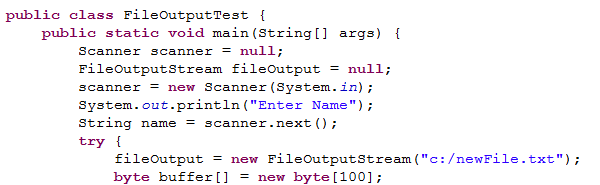 public class FileOutputTest {
public static void main(String[] args) {
Scanner scanner = null;
FileOutputStream fileOutput = null;
scanner = new Scanner(System.in);
System.out.println("Enter Name");
String name = scanner.next();
try {
fileOutput = new FileOutputStream("c:/newFile.txt");
byte buffer[] = new byte[100];